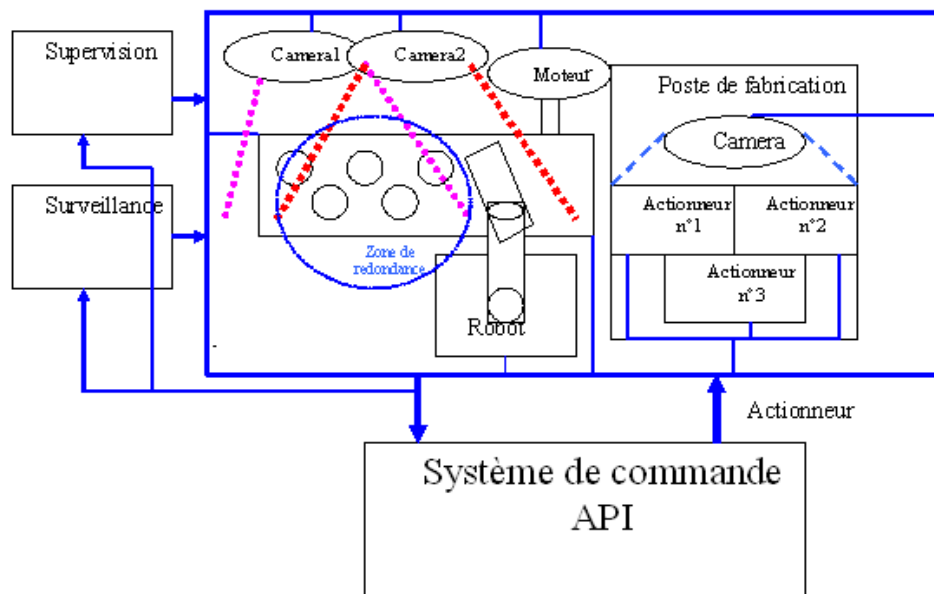 Supervision
Camera1
Camera2
Moteur
Poste de fabrication
Camera
Surveillance
Actionneur
n°1
Actionneur
n°2
Zone de
redondance
Actionneur
n°3
Robot
Actionneur
Système de commande
API